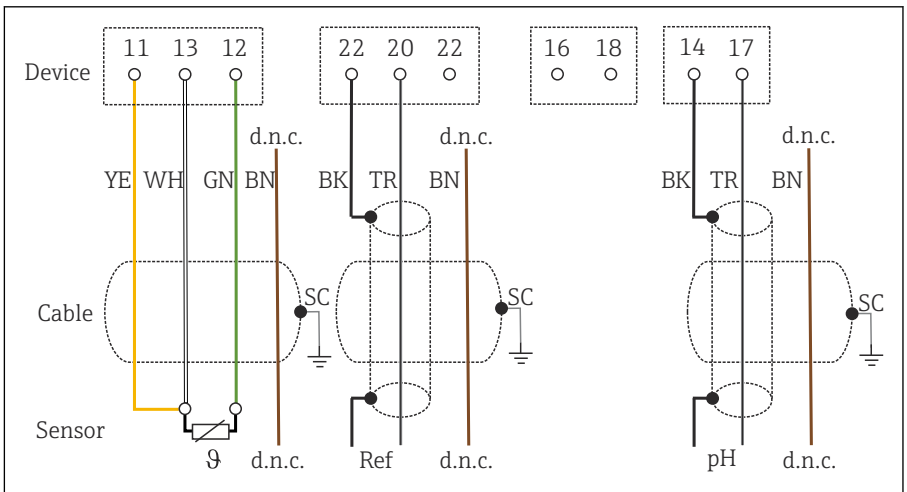 11 13 12 22 20 22 16 18 14 17
Device
d.n.c. d.n.c. d.n.c.
YE WH GN BN BK TR BN BK TR BN
SC SC SC
Cable
Sensor
ϑ d.n.c. Ref d.n.c. pH d.n.c.